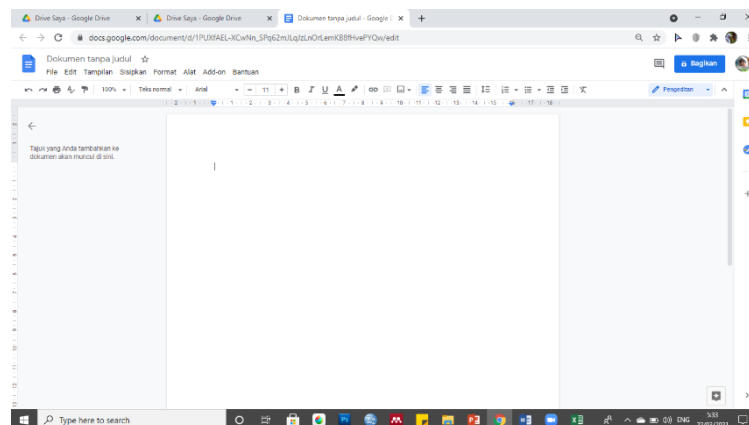 Drive Saya - Google Drive
Drive Saya - Google Drive
Dokumen tanpa judul - Google D
docs.google.com/document/d/
/edit
Dokumen tanpa judul
File Edit Tampilan Sisipkan Format Alat Add-on Bantuan
Bagikan
100% Teks normal Arial 11 B I U A Pengeditan
Tajuk yang Anda tambahkan ke
dokumen akan muncul di sini.
Type here to search
ENG